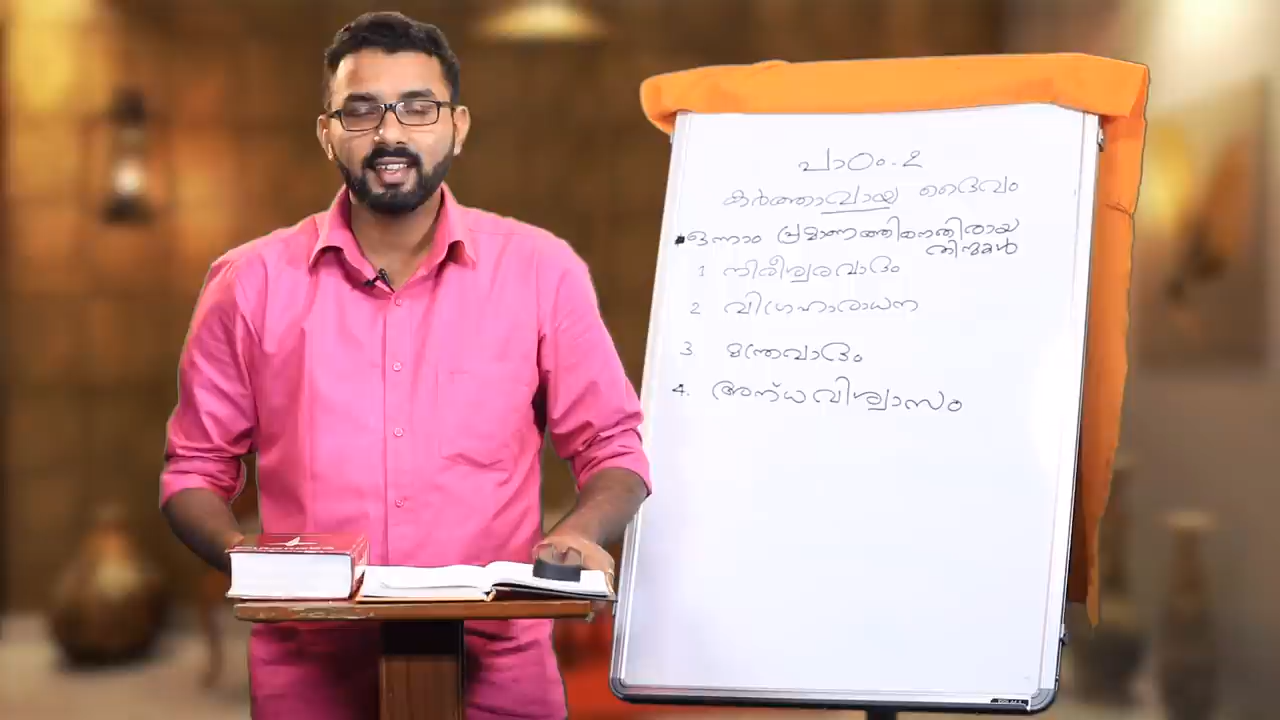 പാഠം.2
കർത്താവായ ദൈവം
ഒന്നാം പ്രമാണത്തിനെതിരായ
തിന്മകൾ
1 നിരീശ്വരവാദം
2 വിഗ്രഹാരാധന
3 മന്ത്രവാദം
4. അന്ധവിശ്വാസം